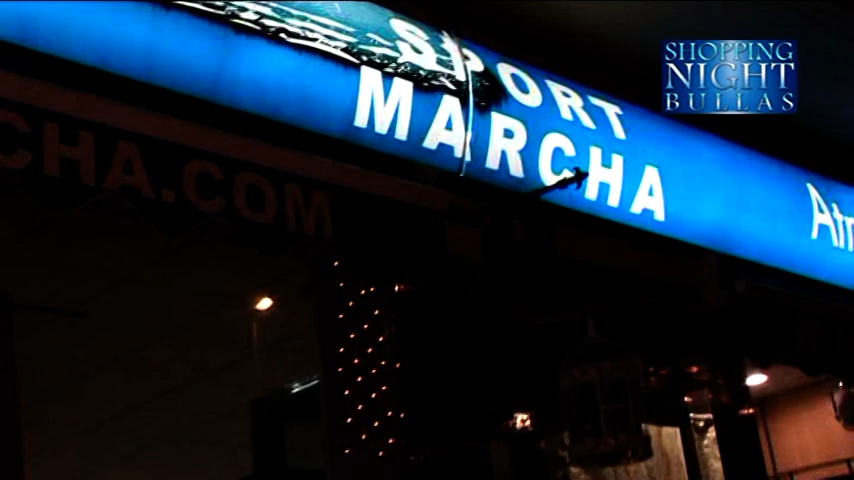 SHOPPING
NIGHT
BULLAS
SPORT
MARCHA
CHA.COM